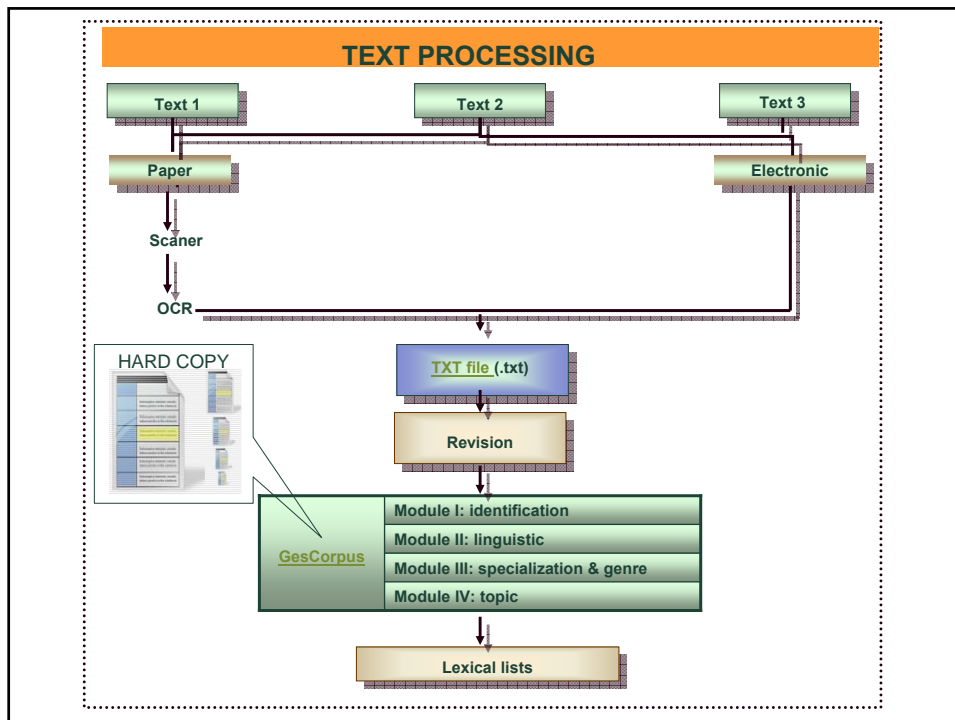 TEXT PROCESSING
Text 1
Text 2
Text 3
Paper
Electronic
Scaner
OCR
HARD COPY
TXT file (.txt)
Revision
GesCorpus
Module I: identification
Module II: linguistic
Module III: specialization & genre
Module IV: topic
Lexical lists